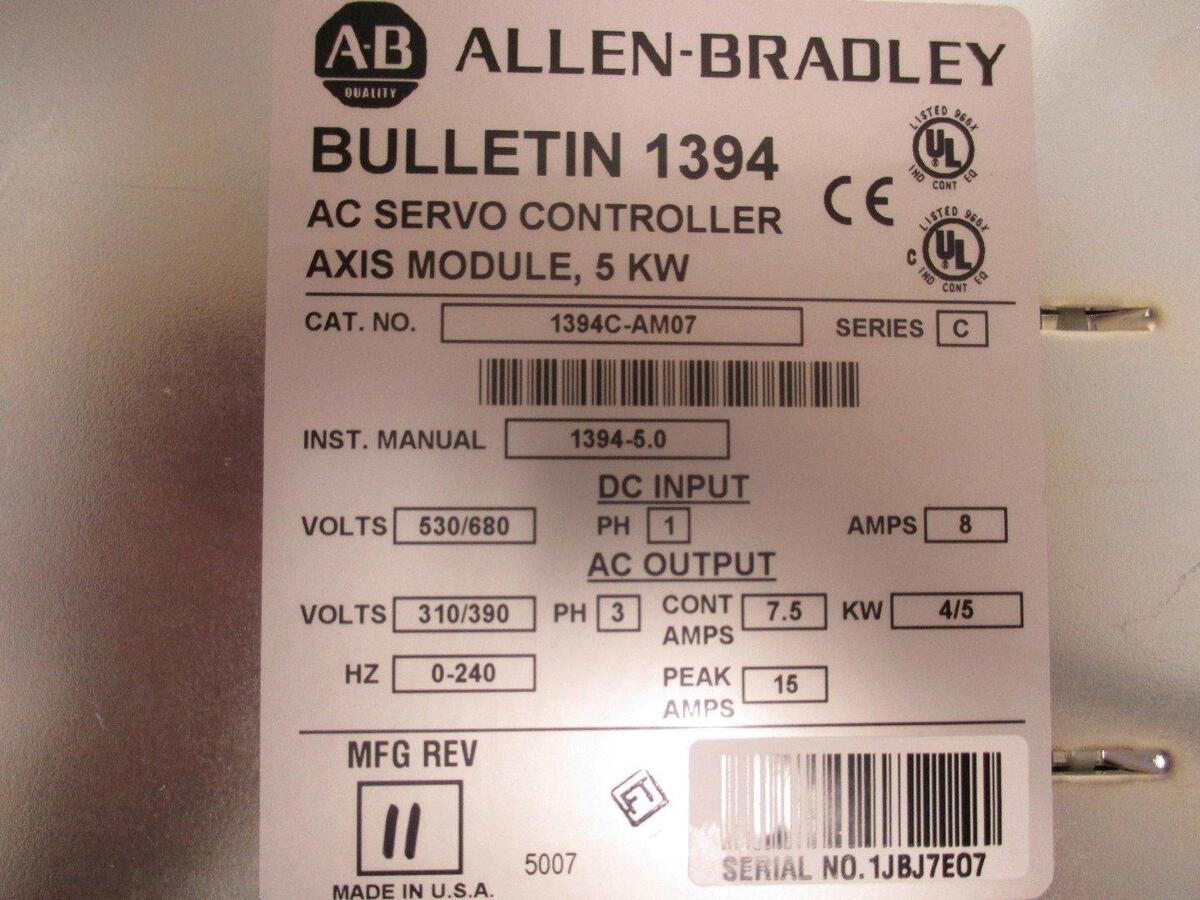 A-B
QUALITY
ALLEN-BRADLEY
BULLETIN 1394
AC SERVO CONTROLLER
AXIS MODULE, 5 KW
CE
LISTED 966X
UL
IND CONT EQ
LISTED 966X
C UL
IND CONT EQ
CAT. NO. 1394C-AM07 SERIES C
INST. MANUAL 1394-5.0
DC INPUT
VOLTS 530/680 PH 1 AMPS 8
AC OUTPUT
VOLTS 310/390 PH 3 CONT AMPS 7.5 KW 4/5
HZ 0-240 PEAK AMPS 15
MFG REV
11
MADE IN U.S.A.
5007
FT
SERIAL NO. 1JBJ7E07